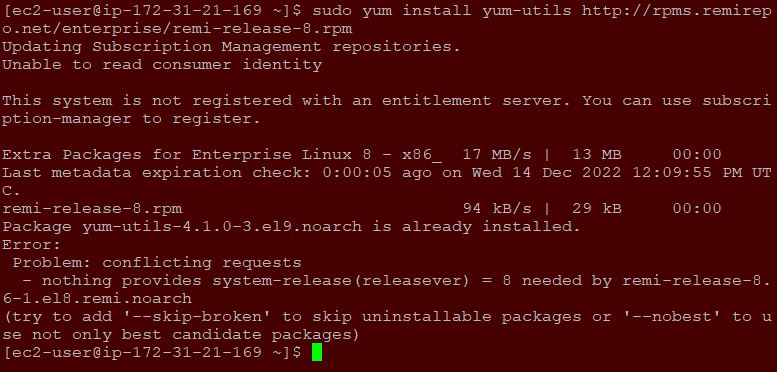 [ec2-user@ip-172-31-21-169 ~]$ sudo yum install yum-utils http://rpms.remirep
o.net/enterprise/remi-release-8.rpm
Updating Subscription Management repositories.
Unable to read consumer identity
This system is not registered with an entitlement server. You can use subscri
ption-manager to register.
Extra Packages for Enterprise Linux 8 - x86_  17 MB/s |  13 MB     00:00
Last metadata expiration check: 0:00:05 ago on Wed 14 Dec 2022 12:09:55 PM UT
C.
remi-release-8.rpm                            94 kB/s |  29 kB     00:00
Package yum-utils-4.1.0-3.el9.noarch is already installed.
Error:
 Problem: conflicting requests
  - nothing provides system-release(releasever) = 8 needed by remi-release-8.
6-1.el8.remi.noarch
(try to add '--skip-broken' to skip uninstallable packages or '--nobest' to u
se not only best candidate packages)
[ec2-user@ip-172-31-21-169 ~]$